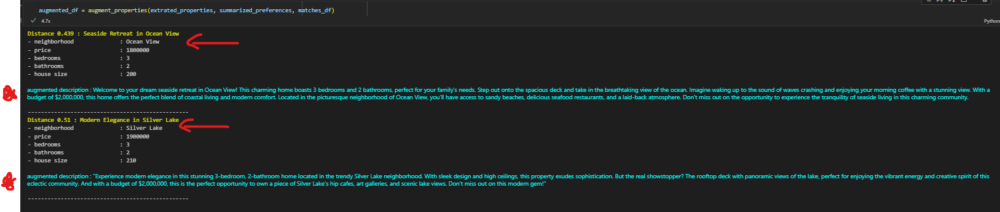 augmented_df = augment_properties(extrated_properties, summarized_preferences, matches_df)
4.7s
Python
Distance 0.439 : Seaside Retreat in Ocean View
- neighborhood : Ocean View
- price : 1800000
- bedrooms : 3
- bathrooms : 2
- house size : 200
augmented description : Welcome to your dream seaside retreat in Ocean View! This charming home boasts 3 bedrooms and 2 bathrooms, perfect for your family's needs. Step out onto the spacious deck and take in the breathtaking view of the ocean. Imagine waking up to the sound of waves crashing and enjoying your morning coffee with a stunning view. With a
budget of $2,000,000, this home offers the perfect blend of coastal living and modern comfort. Located in the picturesque neighborhood of Ocean View, you'll have access to sandy beaches, delicious seafood restaurants, and a laid-back atmosphere. Don't miss out on the opportunity to experience the tranquility of seaside living in this charming community.
--------------------------------------------------
Distance 0.51 : Modern Elegance in Silver Lake
- neighborhood : Silver Lake
- price : 1900000
- bedrooms : 3
- bathrooms : 2
- house size : 210
augmented description : "Experience modern elegance in this stunning 3-bedroom, 2-bathroom home located in the trendy Silver Lake neighborhood. With sleek design and high ceilings, this property exudes sophistication. But the real showstopper? The rooftop deck with panoramic views of the lake, perfect for enjoying the vibrant energy and creative spirit of this
eclectic community. And with a budget of $2,000,000, this is the perfect opportunity to own a piece of Silver Lake's hip cafes, art galleries, and scenic lake views. Don't miss out on this modern gem!"
--------------------------------------------------